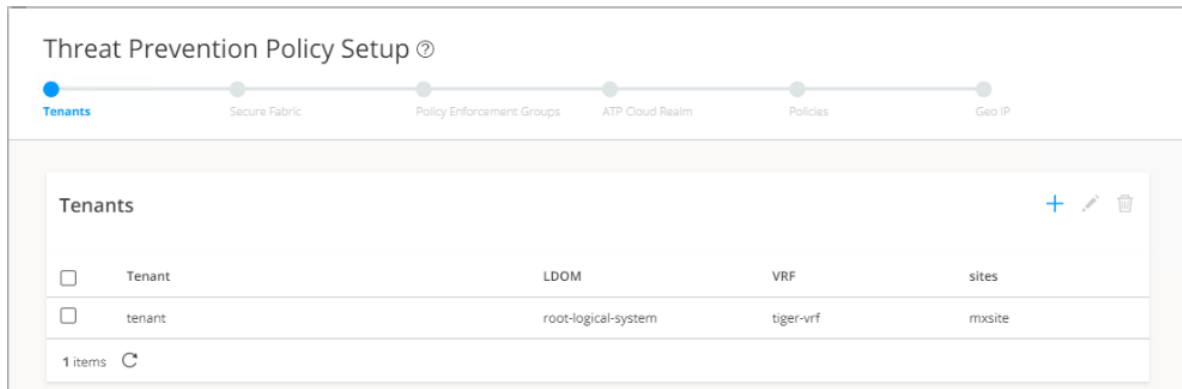 Threat Prevention Policy Setup ?
Tenants Secure Fabric Policy Enforcement Groups ATP Cloud Realm Policies Geo IP
Tenants
Tenant LDOM VRF sites
tenant root-logical-system tiger-vrf mxsite
1 items